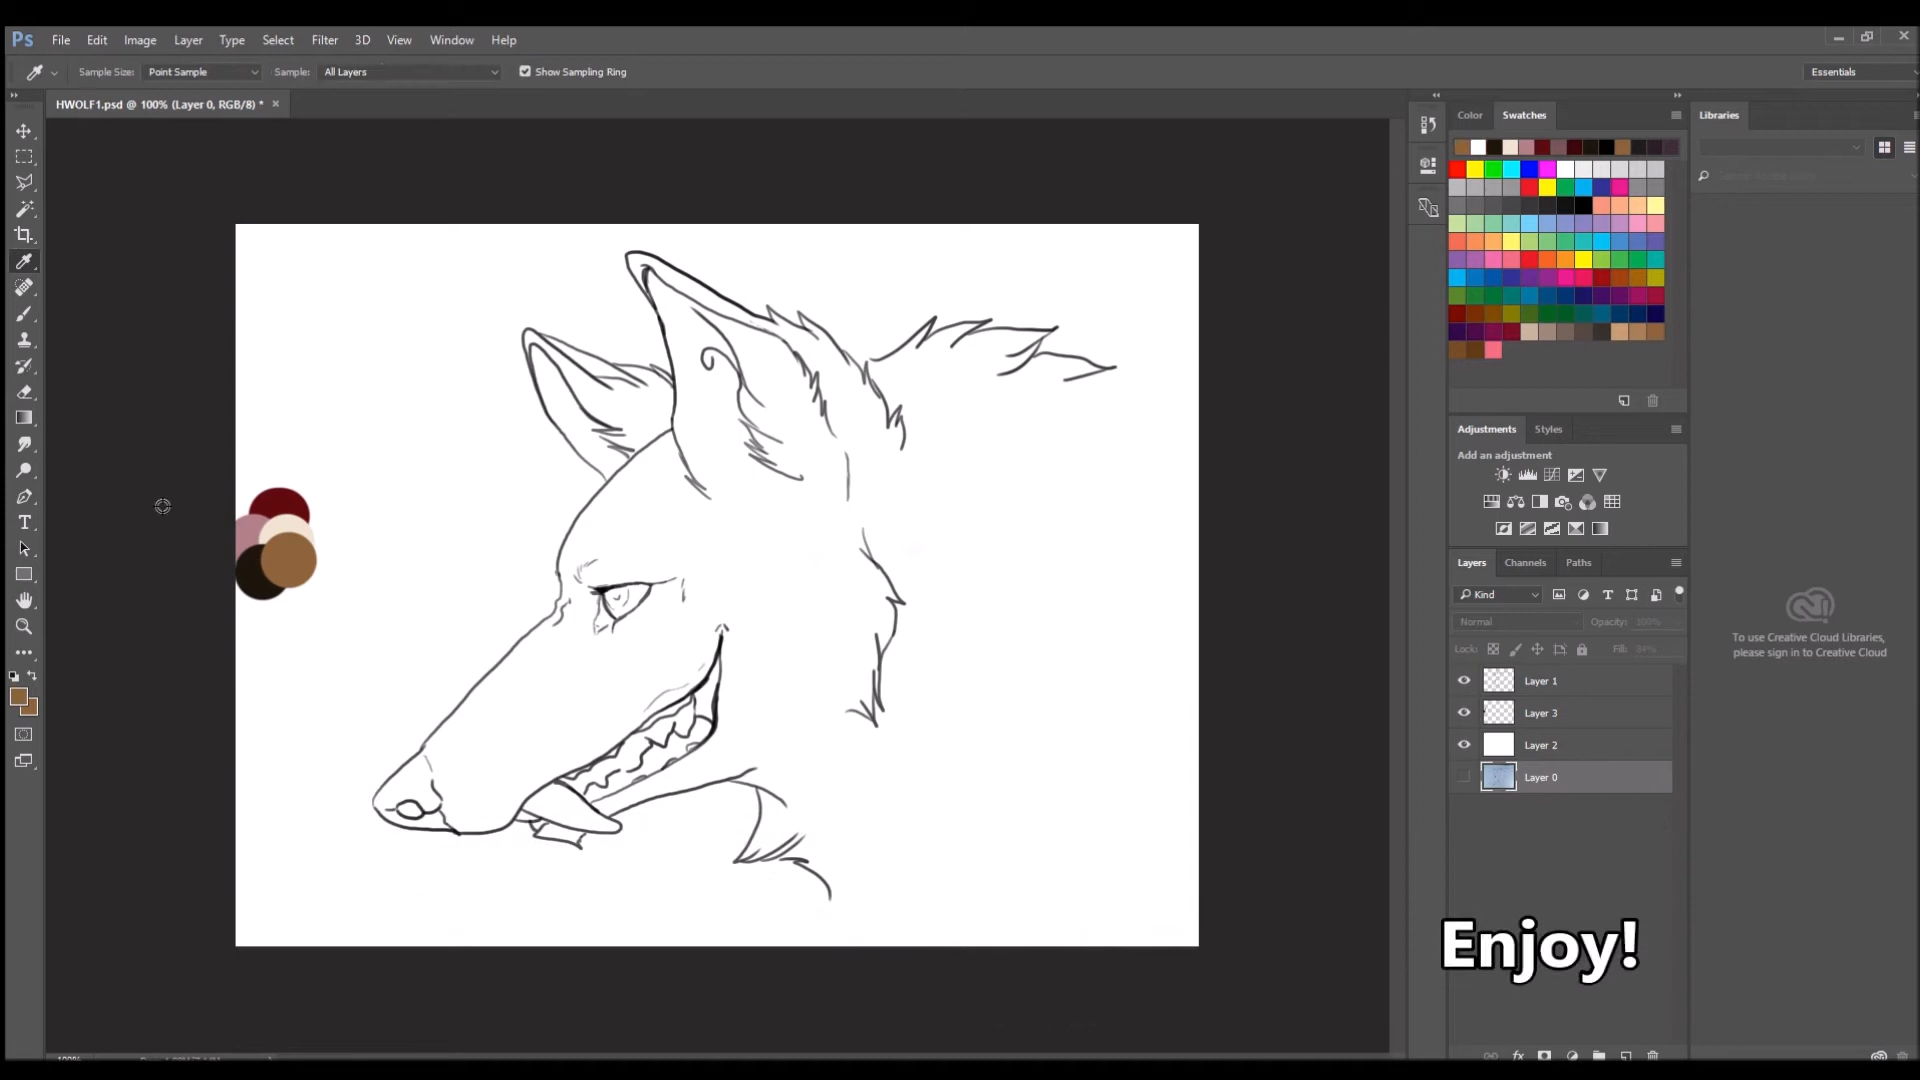 Ps File Edit Image Layer Type Select Filter 3D View Window Help
Sample Size: Point Sample Sample: All Layers Show Sampling Ring Essentials
HWOLF1.psd @ 100% (Layer 0, RGB/8) * ×
Color Swatches Libraries
Adjustments Styles
Add an adjustment
Layers Channels Paths
Kind
Normal Opacity: 100%
Lock: Fill: 84%
Layer 1
Layer 3
Layer 2
Layer 0
To use Creative Cloud Libraries,
please sign in to Creative Cloud
Enjoy!
100%